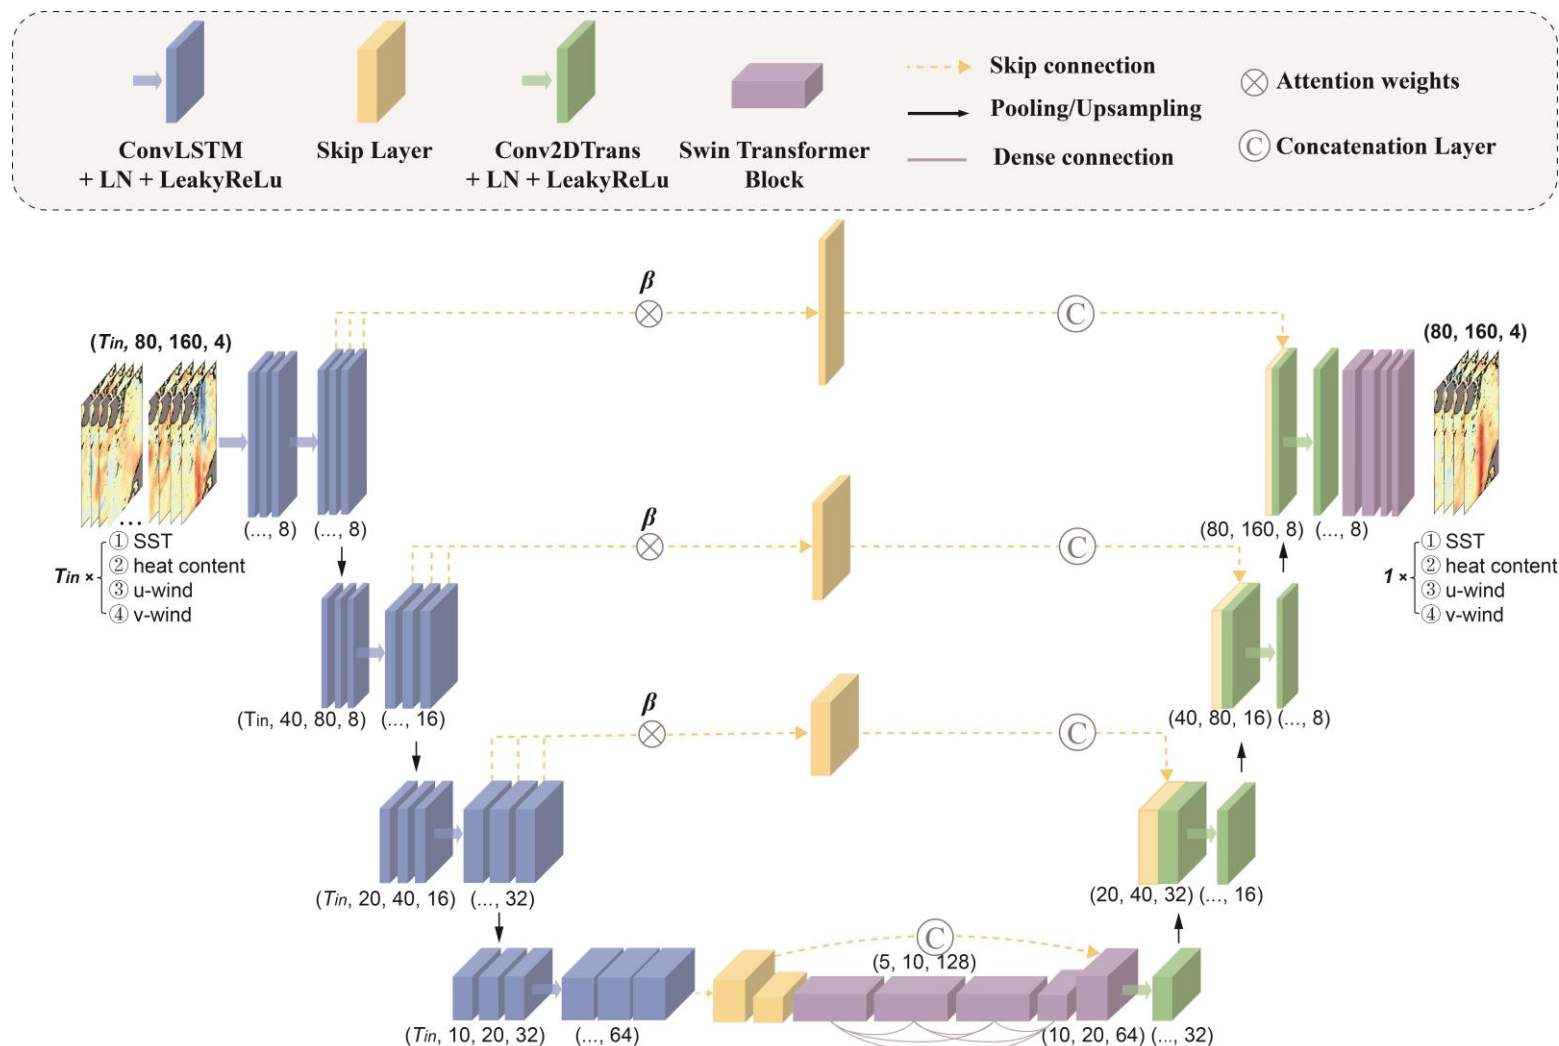 ConvLSTM
+ LN + LeakyReLu
Skip Layer
Conv2DTrans
+ LN + LeakyReLu
Swin Transformer
Block
Skip connection
Pooling/Upsampling
Dense connection
Attention weights
C Concatenation Layer
β
C
(Tin, 80, 160, 4)
(80, 160, 4)
...
(..., 8) (..., 8)
(80, 160, 8) (..., 8)
Tin ×
① SST
② heat content
③ u-wind
④ v-wind
1 ×
① SST
② heat content
③ u-wind
④ v-wind
β
C
(Tin, 40, 80, 8) (..., 16)
(40, 80, 16) (..., 8)
β
C
(Tin, 20, 40, 16) (..., 32)
(20, 40, 32) (..., 16)
C
(5, 10, 128)
(Tin, 10, 20, 32) (..., 64)
(10, 20, 64) (..., 32)